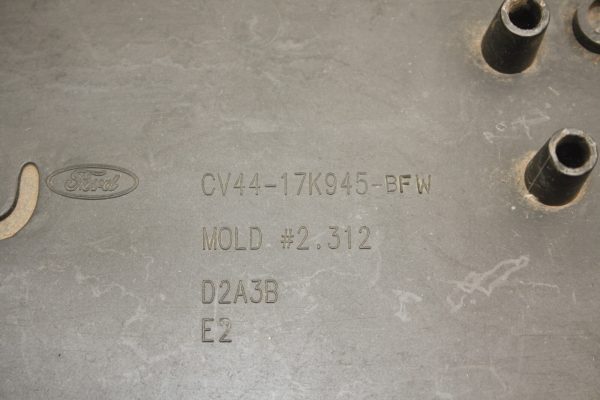 Ford
CV44-17K945-BFW
MOLD #2.312
D2A3B
E2